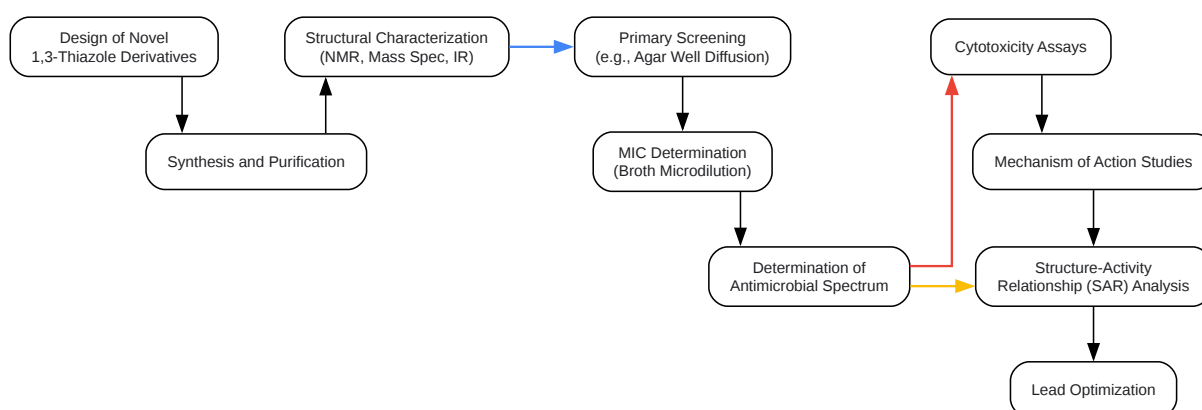 Design of Novel
1,3-Thiazole Derivatives
Synthesis and Purification
Structural Characterization
(NMR, Mass Spec, IR)
Primary Screening
(e.g., Agar Well Diffusion)
MIC Determination
(Broth Microdilution)
Determination of
Antimicrobial Spectrum
Cytotoxicity Assays
Mechanism of Action Studies
Structure-Activity
Relationship (SAR) Analysis
Lead Optimization